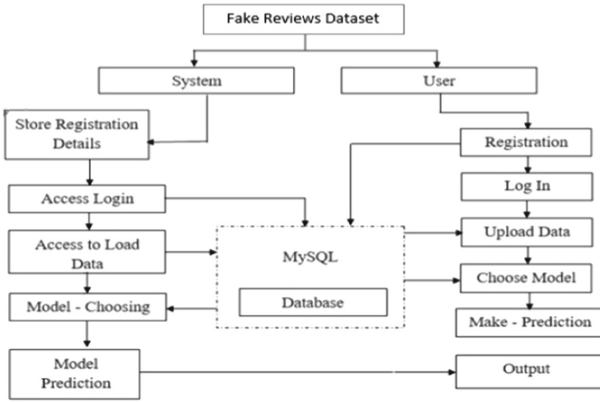 Fake Reviews Dataset
System
User
Store Registration
Details
Registration
Access Login
Log In
Access to Load
Data
MySQL
Upload Data
Database
Choose Model
Model - Choosing
Make - Prediction
Model
Prediction
Output